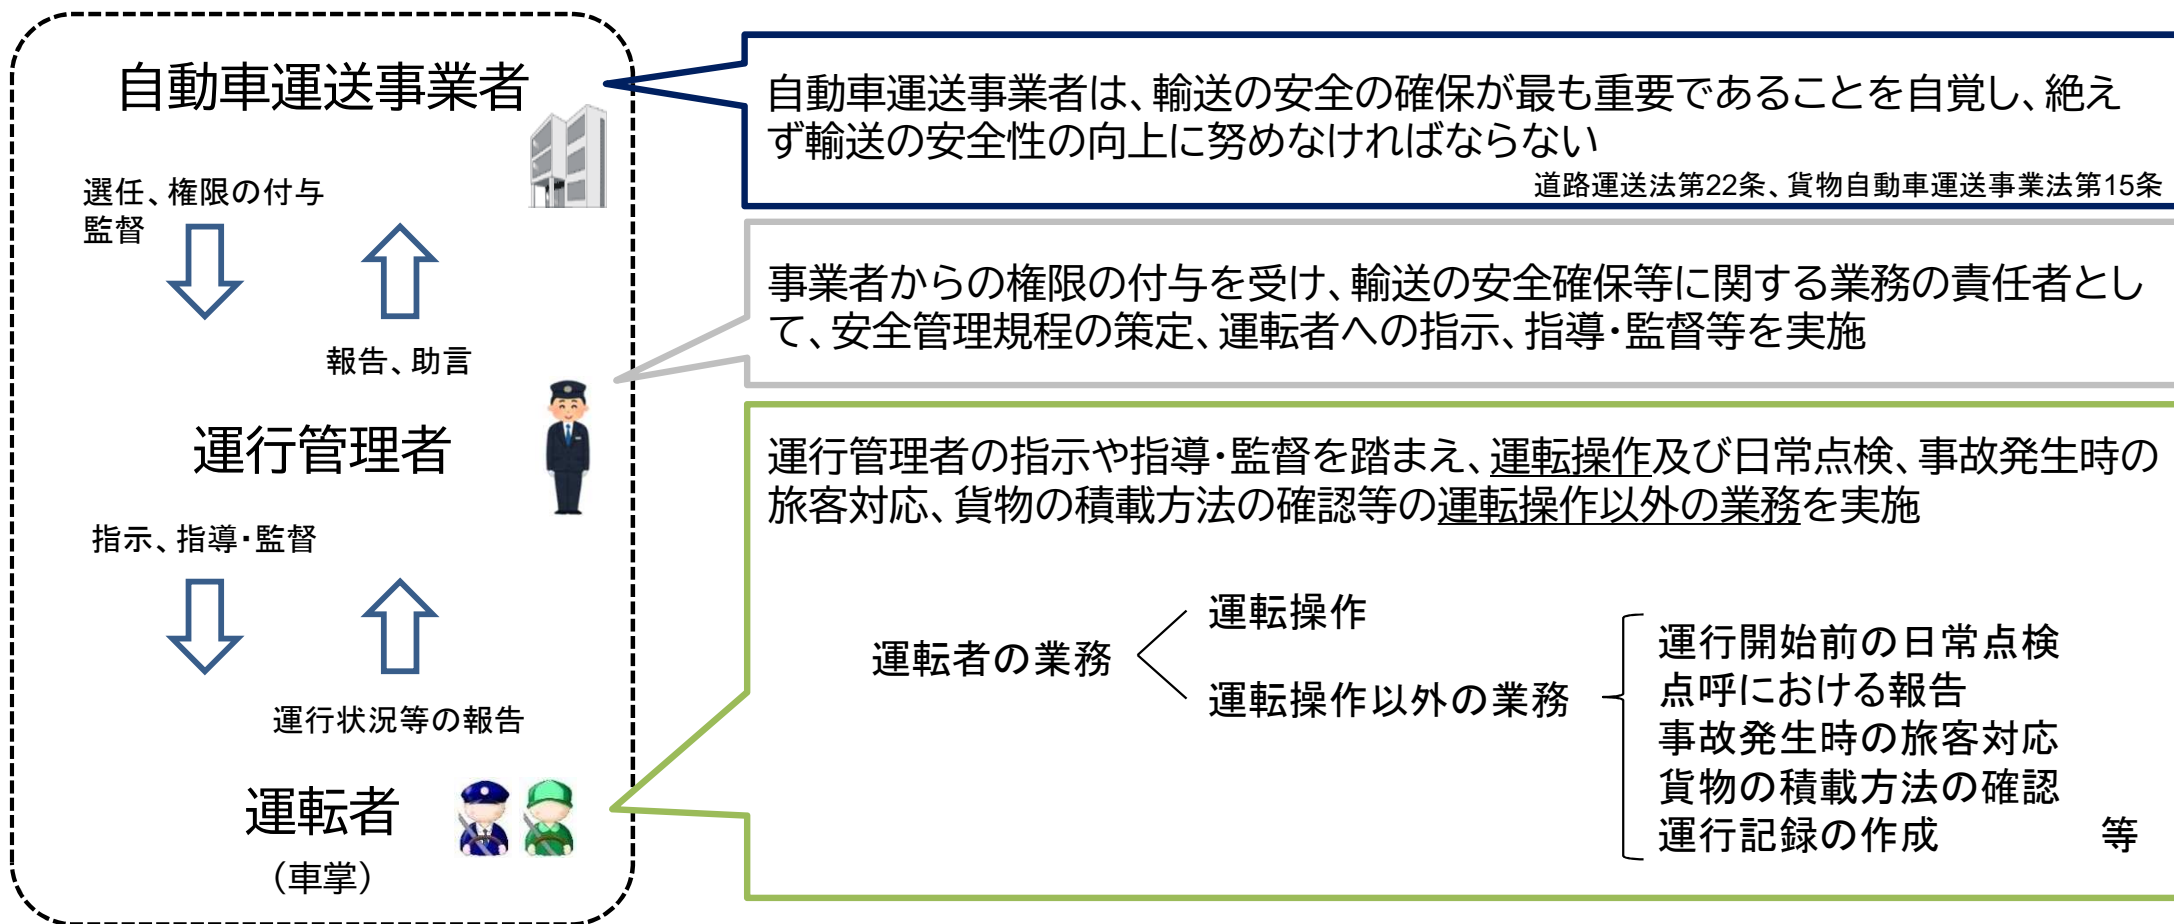 自動車運送事業者
選任、権限の付与
監督
報告、助言
運行管理者
指示、指導・監督
運行状況等の報告
運転者
（車掌）
自動車運送事業者は、輸送の安全の確保が最も重要であることを自覚し、絶え
ず輸送の安全性の向上に努めなければならない
道路運送法第22条、貨物自動車運送事業法第15条
事業者からの権限の付与を受け、輸送の安全確保等に関する業務の責任者とし
て、安全管理規程の策定、運転者への指示、指導・監督等を実施
運行管理者の指示や指導・監督を踏まえ、運転操作及び日常点検、事故発生時の
旅客対応、貨物の積載方法の確認等の運転操作以外の業務を実施
運転者の業務
運転操作
運転操作以外の業務
運行開始前の日常点検
点呼における報告
事故発生時の旅客対応
貨物の積載方法の確認
運行記録の作成 等